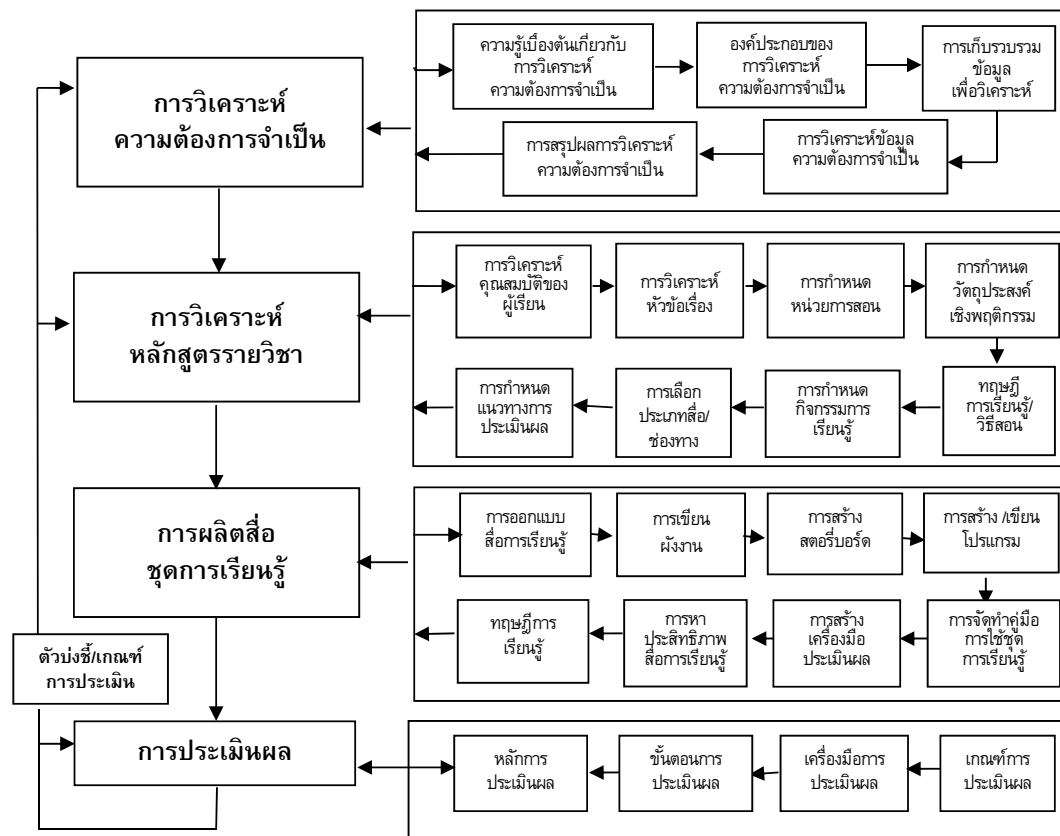 การวิเคราะห์
ความต้องการจำเป็น
ความรู้เบื้องต้นเกี่ยวกับ
การวิเคราะห์
ความต้องการจำเป็น
องค์ประกอบของ
การวิเคราะห์
ความต้องการจำเป็น
การเก็บรวบรวม
ข้อมูล
เพื่อวิเคราะห์
การวิเคราะห์ข้อมูล
ความต้องการจำเป็น
การสรุปผลการวิเคราะห์
ความต้องการจำเป็น
การวิเคราะห์
หลักสูตรรายวิชา
การวิเคราะห์
คุณสมบัติของ
ผู้เรียน
การวิเคราะห์
หัวข้อเรื่อง
การกำหนด
หน่วยการสอน
การกำหนด
วัตถุประสงค์
เชิงพฤติกรรม
ทฤษฎี
การเรียนรู้/
วิธีสอน
การกำหนด
กิจกรรมการ
เรียนรู้
การเลือก
ประเภทสื่อ/
ช่องทาง
การกำหนด
แนวทางการ
ประเมินผล
การผลิตสื่อ
ชุดการเรียนรู้
การออกแบบ
สื่อการเรียนรู้
การเขียน
ผังงาน
การสร้าง
สตอรี่บอร์ด
การสร้าง /เขียน
โปรแกรม
การจัดทำคู่มือ
การใช้ชุด
การเรียนรู้
การสร้าง
เครื่องมือ
ประเมินผล
การหา
ประสิทธิภาพ
สื่อการเรียนรู้
ทฤษฎีการ
เรียนรู้
ตัวบ่งชี้/เกณฑ์
การประเมิน
การประเมินผล
หลักการ
ประเมินผล
ขั้นตอนการ
ประเมินผล
เครื่องมือการ
ประเมินผล
เกณฑ์การ
ประเมินผล